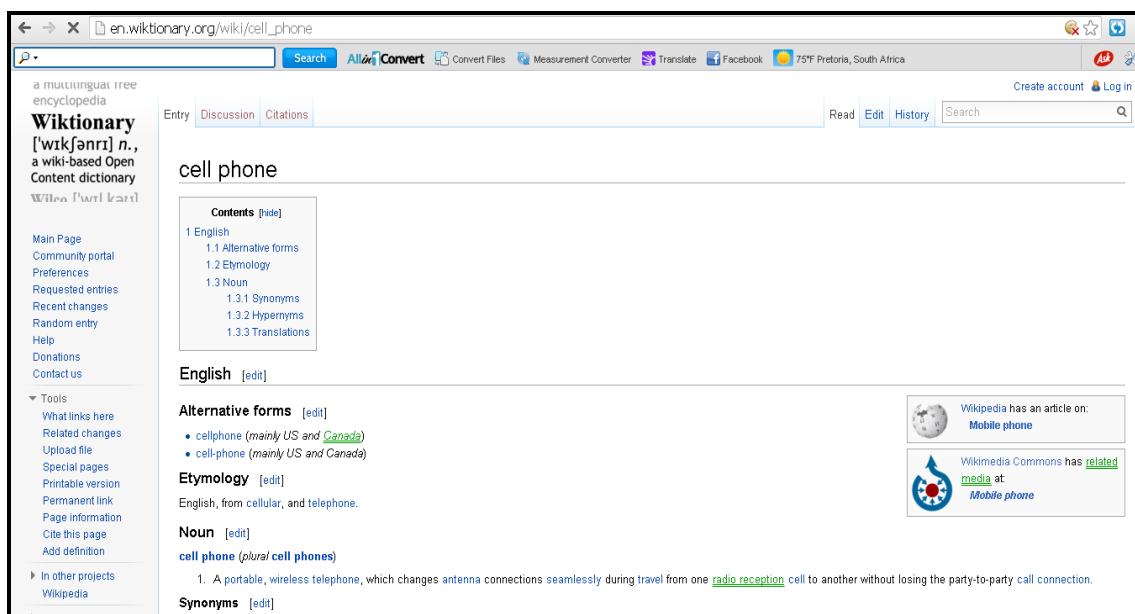 en.wiktionary.org/wiki/cell_phone
Search All in 1 Convert Convert Files Measurement Converter Translate Facebook 75°F Pretoria, South Africa Ask
a multilingual free
encyclopedia
Wiktionary
['wɪkʃənrɪ] n.,
a wiki-based Open
Content dictionary
Wilco
Create account Log in
Entry Discussion Citations Read Edit History Search
cell phone
Contents [hide]
1 English
1.1 Alternative forms
1.2 Etymology
1.3 Noun
1.3.1 Synonyms
1.3.2 Hypernyms
1.3.3 Translations
Main Page
Community portal
Preferences
Requested entries
Recent changes
Random entry
Help
Donations
Contact us
Tools
What links here
Related changes
Upload file
Special pages
Printable version
Permanent link
Page information
Cite this page
Add definition
In other projects
Wikipedia
English [edit]
Alternative forms [edit]
• cellphone (mainly US and Canada)
• cell-phone (mainly US and Canada)
Etymology [edit]
English, from cellular, and telephone.
Noun [edit]
cell phone (plural cell phones)
1. A portable, wireless telephone, which changes antenna connections seamlessly during travel from one radio reception cell to another without losing the party-to-party call connection.
Synonyms [edit]
Wikipedia has an article on:
Mobile phone
Wikimedia Commons has related
media at:
Mobile phone